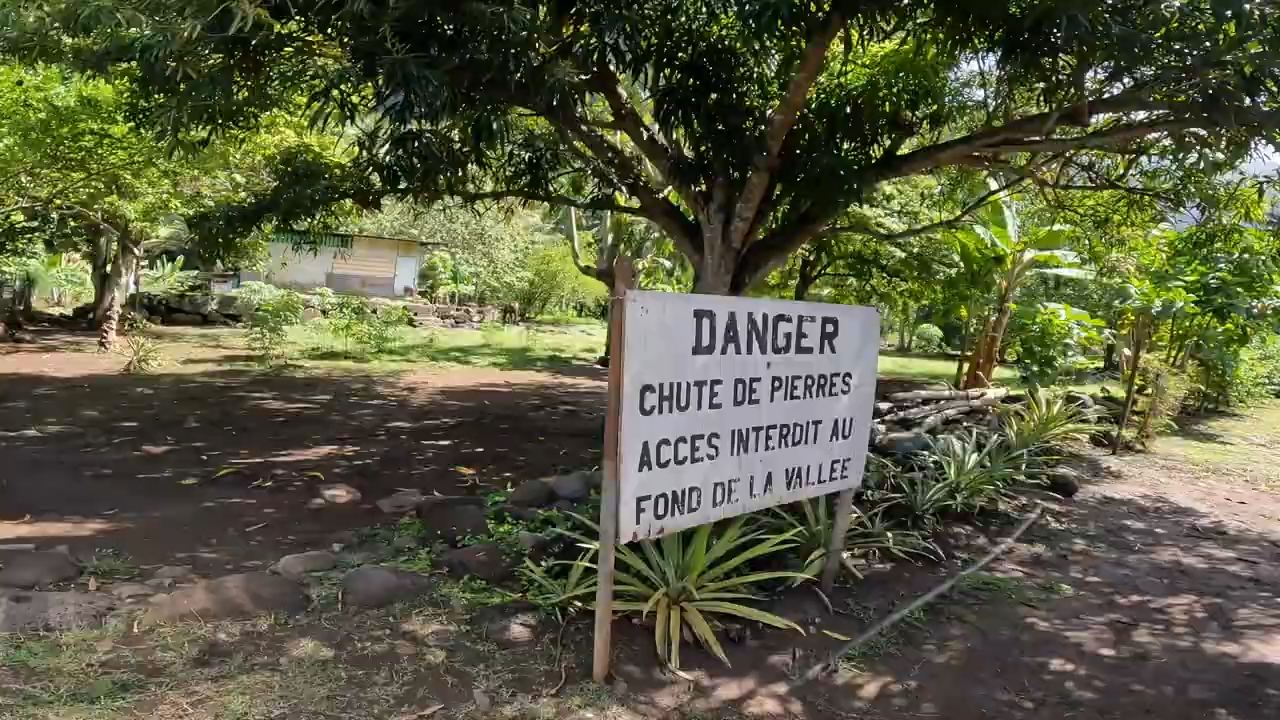 DANGER
CHUTE DE PIERRES
ACCES INTERDIT AU
FOND DE LA VALLEE